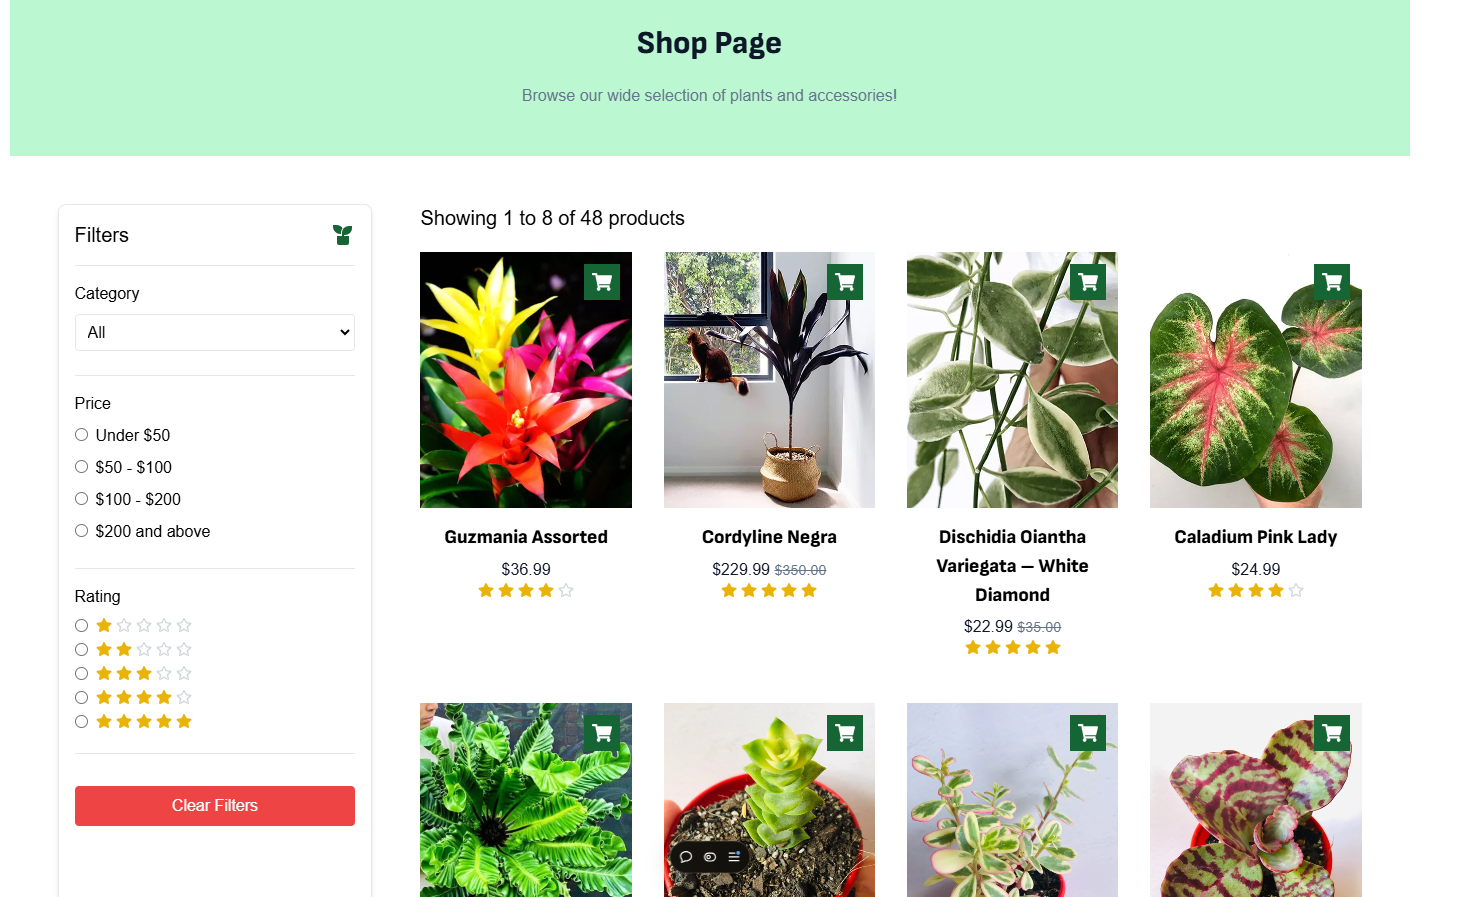 Shop Page
Browse our wide selection of plants and accessories!
Filters
Category
All
Price
Under $50
$50 - $100
$100 - $200
$200 and above
Rating
Clear Filters
Showing 1 to 8 of 48 products
Guzmania Assorted
$36.99
Cordyline Negra
$229.99 $350.00
Dischidia Oiantha
Variegata – White
Diamond
$22.99 $35.00
Caladium Pink Lady
$24.99